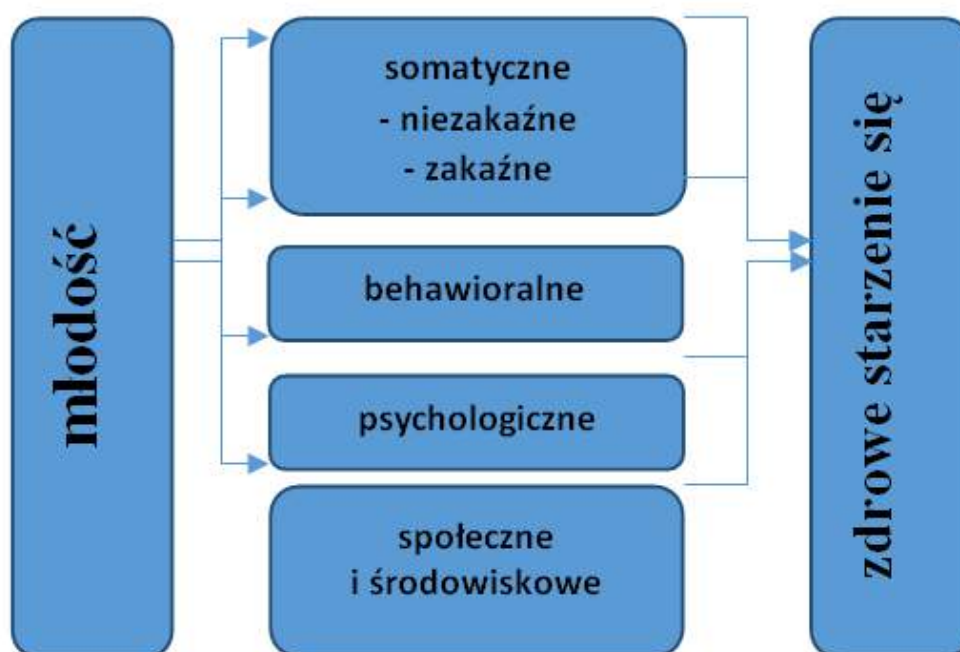 młodość
somatyczne
- niezakaźne
- zakaźne
behawioralne
psychologiczne
społeczne
i środowiskowe
zdrowe starzenie się